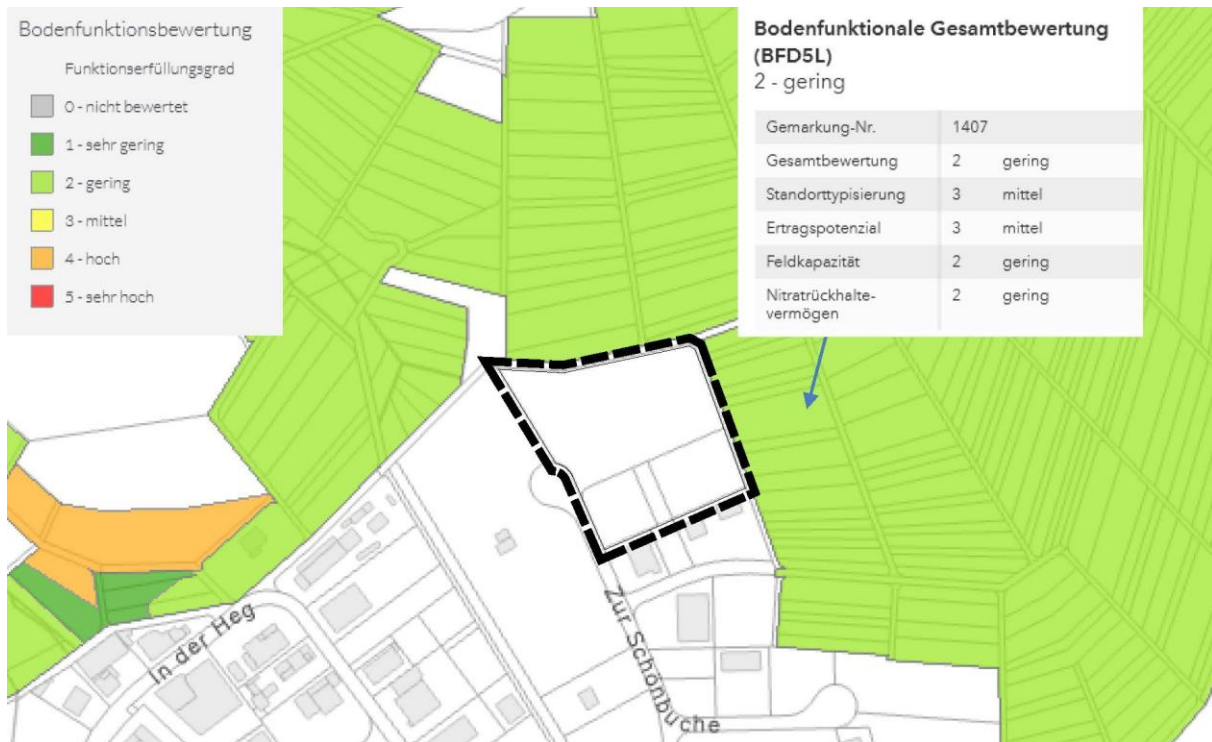 Bodenfunktionsbewertung
Funktionserfüllungsgrad
0 - nicht bewertet
1 - sehr gering
2 - gering
3 - mittel
4 - hoch
5 - sehr hoch
Bodenfunktionale Gesamtbewertung
(BFD5L)
2 - gering
Gemarkung-Nr. 1407
Gesamtbewertung 2 gering
Standorttypisierung 3 mittel
Ertragspotenzial 3 mittel
Feldkapazität 2 gering
Nitratrückhalte-
vermögen 2 gering
In der Heg
Zur Schönbuche